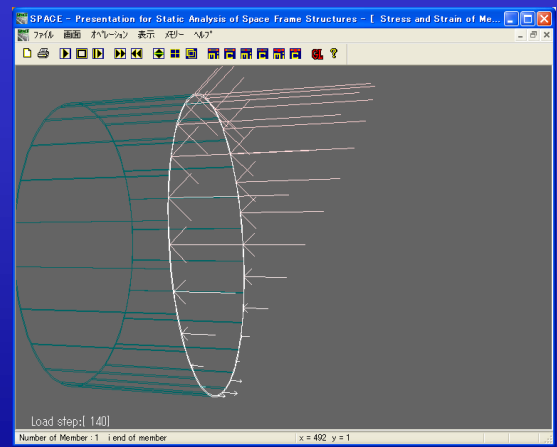 SPACE - Presentation for Static Analysis of Space Frame Structures - [ Stress and Strain of Me...
ファイル 画面 オペレーション 表示 メモリー ヘルプ
Load step:[ 140]
Number of Member : 1 i end of member x = 492 y = 1